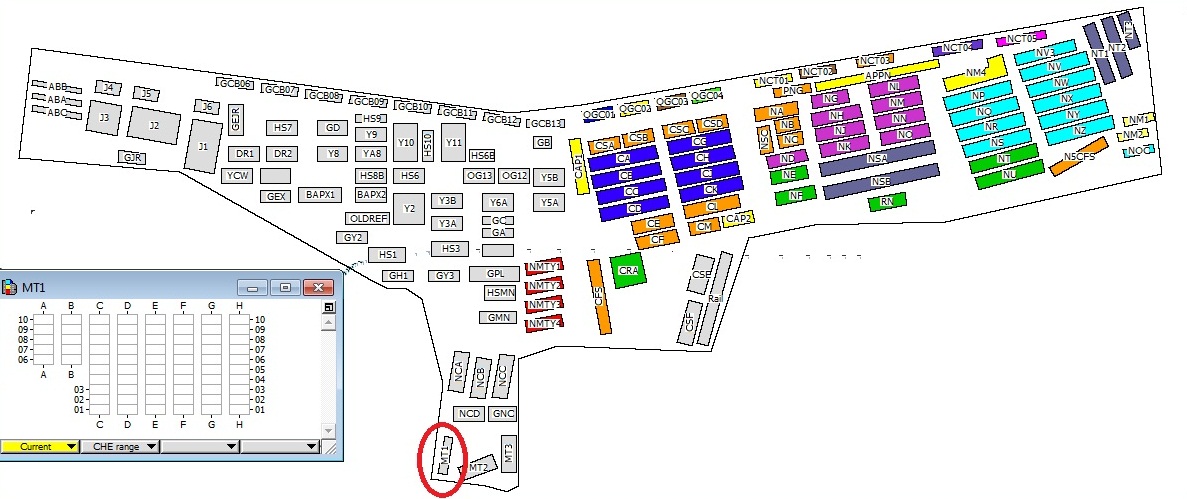 ABB
ABA
ABC
J4
J5
J3
J2
J6
J1
GJR
GCB06
GCB07
GCB08
GCB09
GCB10
GCB11
GCB12
GCB13
HS7
GD
HS9
Y9
Y10
HS10
Y11
HS6B
GB
DR1
DR2
Y8
YA8
YCW
HS8B
HS6
OG13
OG12
Y5B
GEX
BAPX1
BAPX2
Y2
Y3B
Y6A
Y5A
OLDREF
Y3A
GC
GA
GY2
HS1
HS3
GH1
GY3
GPL
HSMN
GMN
NMTY1
NMTY2
NMTY3
NMTY4
CFS
CRA
CSE
CSF
Rail
CAP1
OGC01
OGC02
OGC03
OGC04
CSA
CSB
CSC
CSD
CA
CB
CC
CD
CE
CF
CG
CH
CJ
CK
CL
CM
CAP2
NCT01
NCT02
NCT03
NCT04
NCT05
PNG
APPN
NA
NB
NC
NSC
ND
NE
NF
NG
NH
NJ
NK
NL
NM
NN
NO
NSA
NSB
RN
NM4
NP
NQ
NR
NS
NT
NU
NV3
NV
NW
NX
NY
NZ
N5CFS
NT1
NT2
NT3
NM1
NM2
NOC
NCA
NCB
NCC
NCD
GNC
MT1
MT2
MT3
MT1
A B C D E F G H
10 10
09 09
08 08
07 07
06 06
05
A B 04
03 03
02 02
01 01
C D E F G H
Current
CHE range